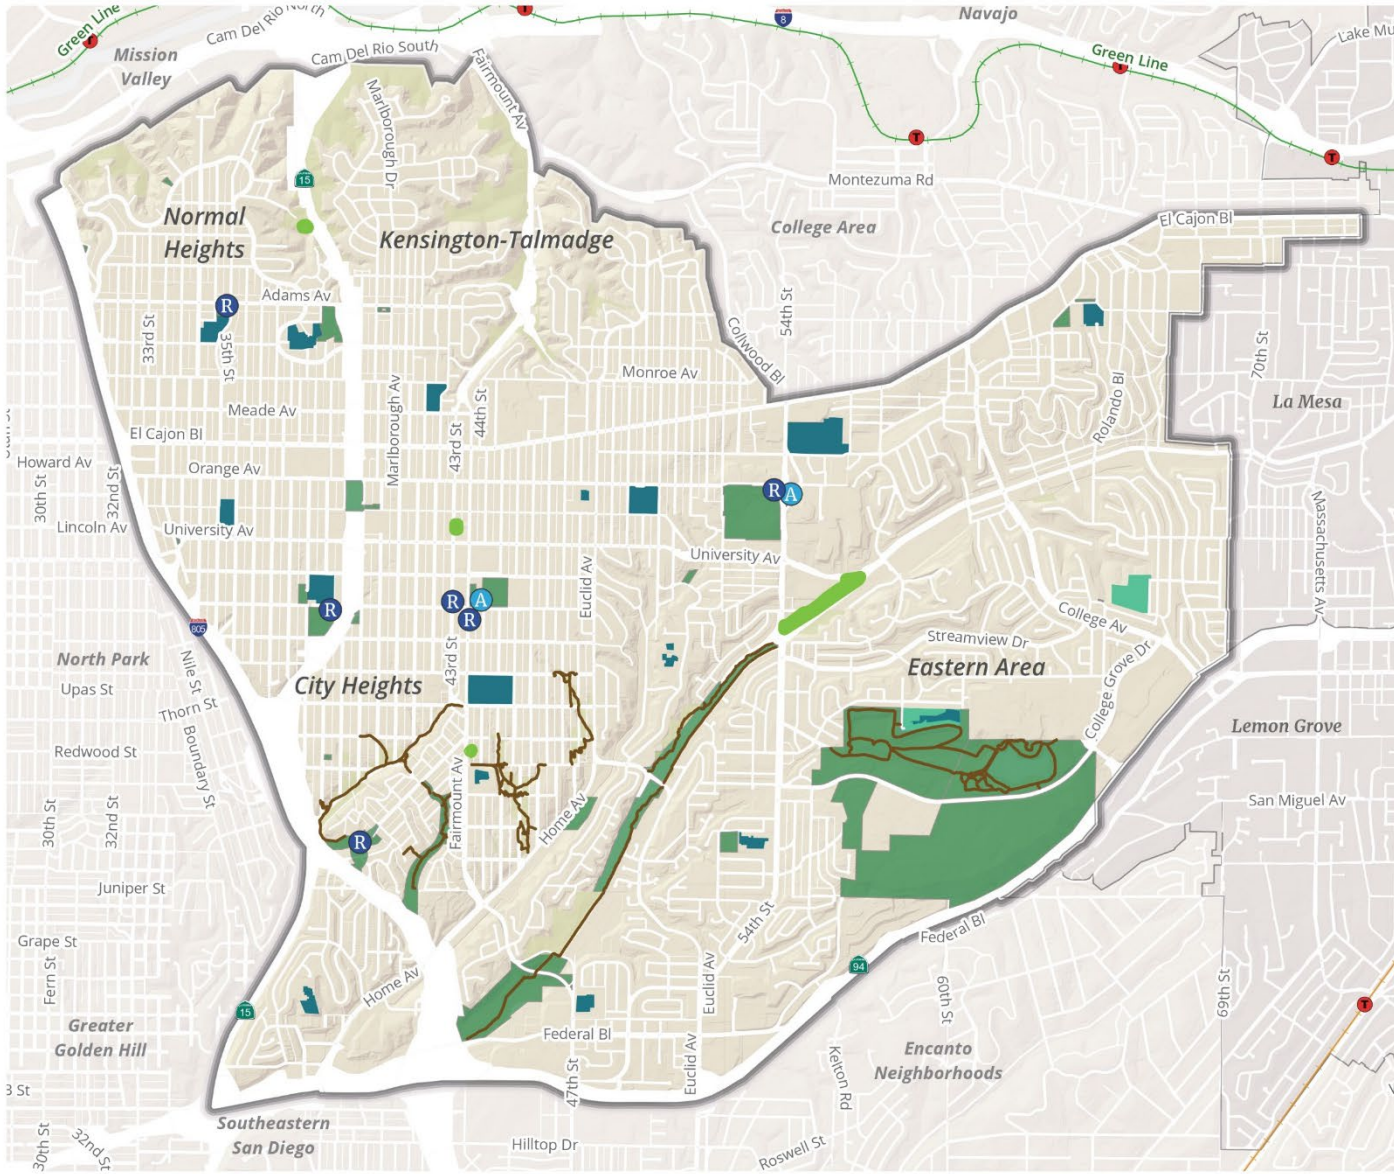 Green Line
Cam Del Rio North
8
Navajo
Mission
Valley
Cam Del Rio South
Fairmount Av
Green Line
T
T
T
T
T
Marlborough Dr
15
Montezuma Rd
Normal
Heights
Kensington-Talmadge
College Area
El Cajon Bl
Adams Av
R
33rd St
35th St
54th St
Collwood Bl
70th St
Monroe Av
Marlborough Av
Meade Av
44th St
43rd St
Rolando Bl
La Mesa
El Cajon Bl
Howard Av
Orange Av
30th St
32nd St
R
A
Lincoln Av
University Av
University Av
Massachusetts Av
Euclid Av
R
R
A
R
College Av
805
Streamview Dr
North Park
Nile St
43rd St
Eastern Area
College Grove Dr
Upas St
City Heights
Thorn St
Boundary St
Redwood St
Lemon Grove
30th St
32nd St
Fairmount Av
Home Av
San Miguel Av
R
Juniper St
54th St
Federal Bl
Grape St
Fern St
Home Av
Euclid Av
94
60th St
69th St
15
T
Greater
Golden Hill
Federal Bl
Euclid Av
Kelton Rd
Encanto
Neighborhoods
47th St
Southeastern
San Diego
30th St
32nd St
Hilltop Dr
Roswell St